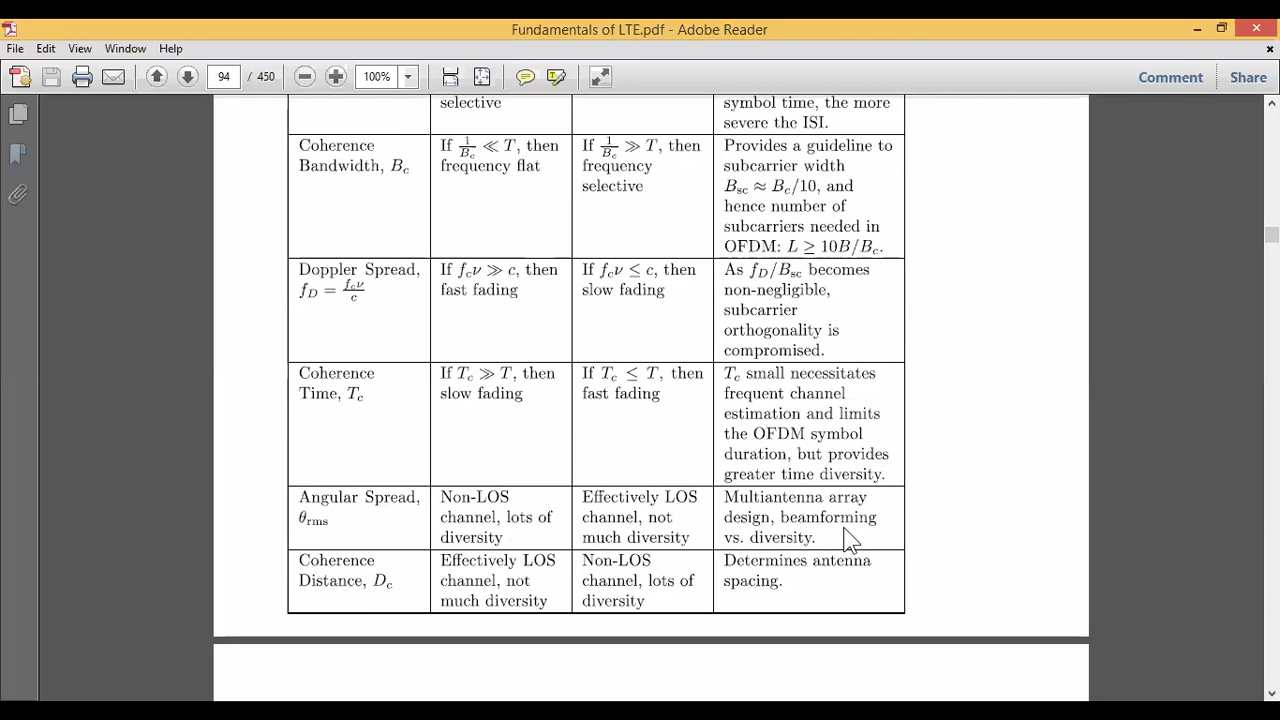 Fundamentals of LTE.pdf - Adobe Reader
File Edit View Window Help
94 / 450
100%
Comment
Share
selective
symbol time, the more
severe the ISI.
Coherence
Bandwidth, B_c
If 1/B_c ≪ T, then
frequency flat
If 1/B_c ≫ T, then
frequency
selective
Provides a guideline to
subcarrier width
B_sc ≈ B_c/10, and
hence number of
subcarriers needed in
OFDM: L ≥ 10B/B_c.
Doppler Spread,
f_D = f_cν/c
If f_cν ≫ c, then
fast fading
If f_cν ≤ c, then
slow fading
As f_D/B_sc becomes
non-negligible,
subcarrier
orthogonality is
compromised.
Coherence
Time, T_c
If T_c ≫ T, then
slow fading
If T_c ≤ T, then
fast fading
T_c small necessitates
frequent channel
estimation and limits
the OFDM symbol
duration, but provides
greater time diversity.
Angular Spread,
θ_rms
Non-LOS
channel, lots of
diversity
Effectively LOS
channel, not
much diversity
Multiantenna array
design, beamforming
vs. diversity.
Coherence
Distance, D_c
Effectively LOS
channel, not
much diversity
Non-LOS
channel, lots of
diversity
Determines antenna
spacing.